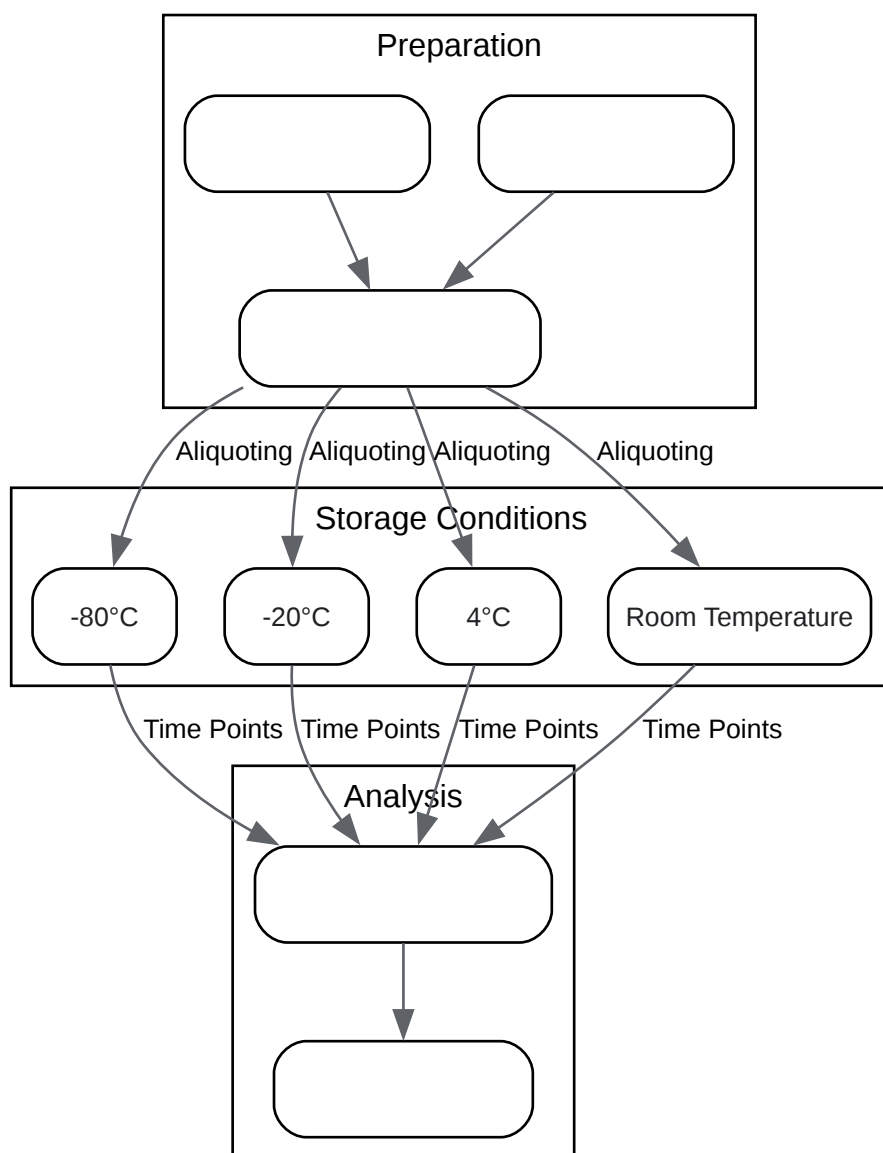 Preparation
Aliquoting Aliquoting Aliquoting Aliquoting
Storage Conditions
-80°C -20°C 4°C Room Temperature
Time Points Time Points Time Points Time Points
Analysis